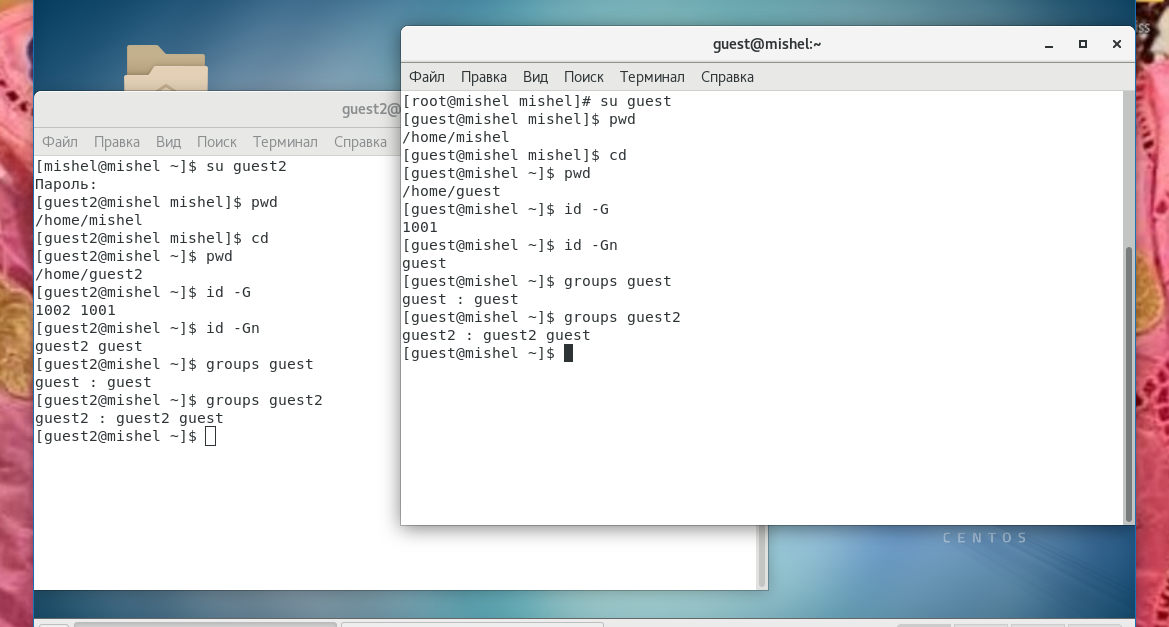 guest@mishel:~
Файл Правка Вид Поиск Терминал Справка
[root@mishel mishel]# su guest
[guest@mishel mishel]$ pwd
/home/mishel
[guest@mishel mishel]$ cd
[guest@mishel ~]$ pwd
/home/guest
[guest@mishel ~]$ id -G
1001
[guest@mishel ~]$ id -Gn
guest
[guest@mishel ~]$ groups guest
guest : guest
[guest@mishel ~]$ groups guest2
guest2 : guest2 guest
[guest@mishel ~]$
guest2@
Файл Правка Вид Поиск Терминал Справка
[mishel@mishel ~]$ su guest2
Пароль:
[guest2@mishel mishel]$ pwd
/home/mishel
[guest2@mishel mishel]$ cd
[guest2@mishel ~]$ pwd
/home/guest2
[guest2@mishel ~]$ id -G
1002 1001
[guest2@mishel ~]$ id -Gn
guest2 guest
[guest2@mishel ~]$ groups guest
guest : guest
[guest2@mishel ~]$ groups guest2
guest2 : guest2 guest
[guest2@mishel ~]$
CENTOS